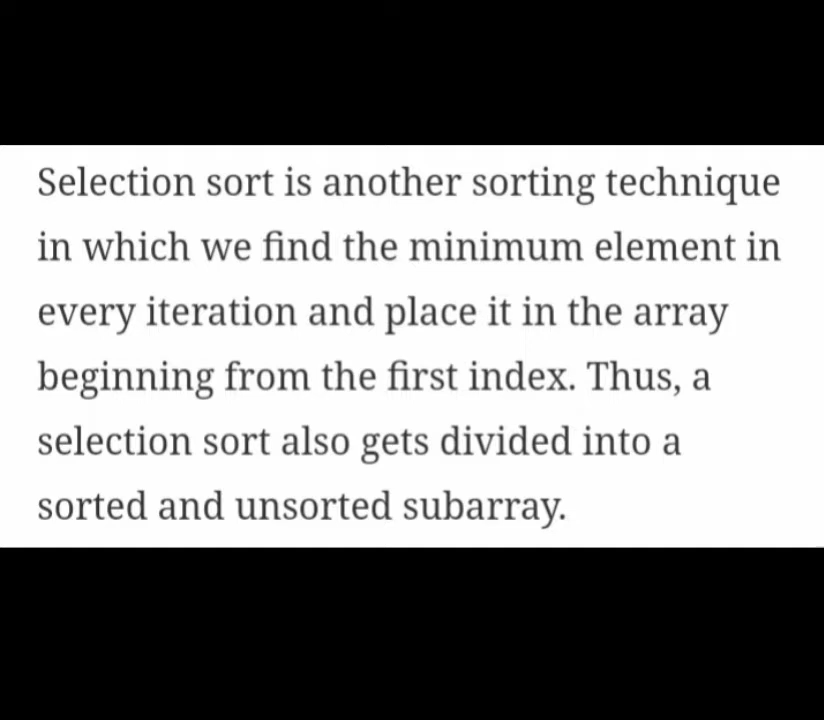 Selection sort is another sorting technique
in which we find the minimum element in
every iteration and place it in the array
beginning from the first index. Thus, a
selection sort also gets divided into a
sorted and unsorted subarray.